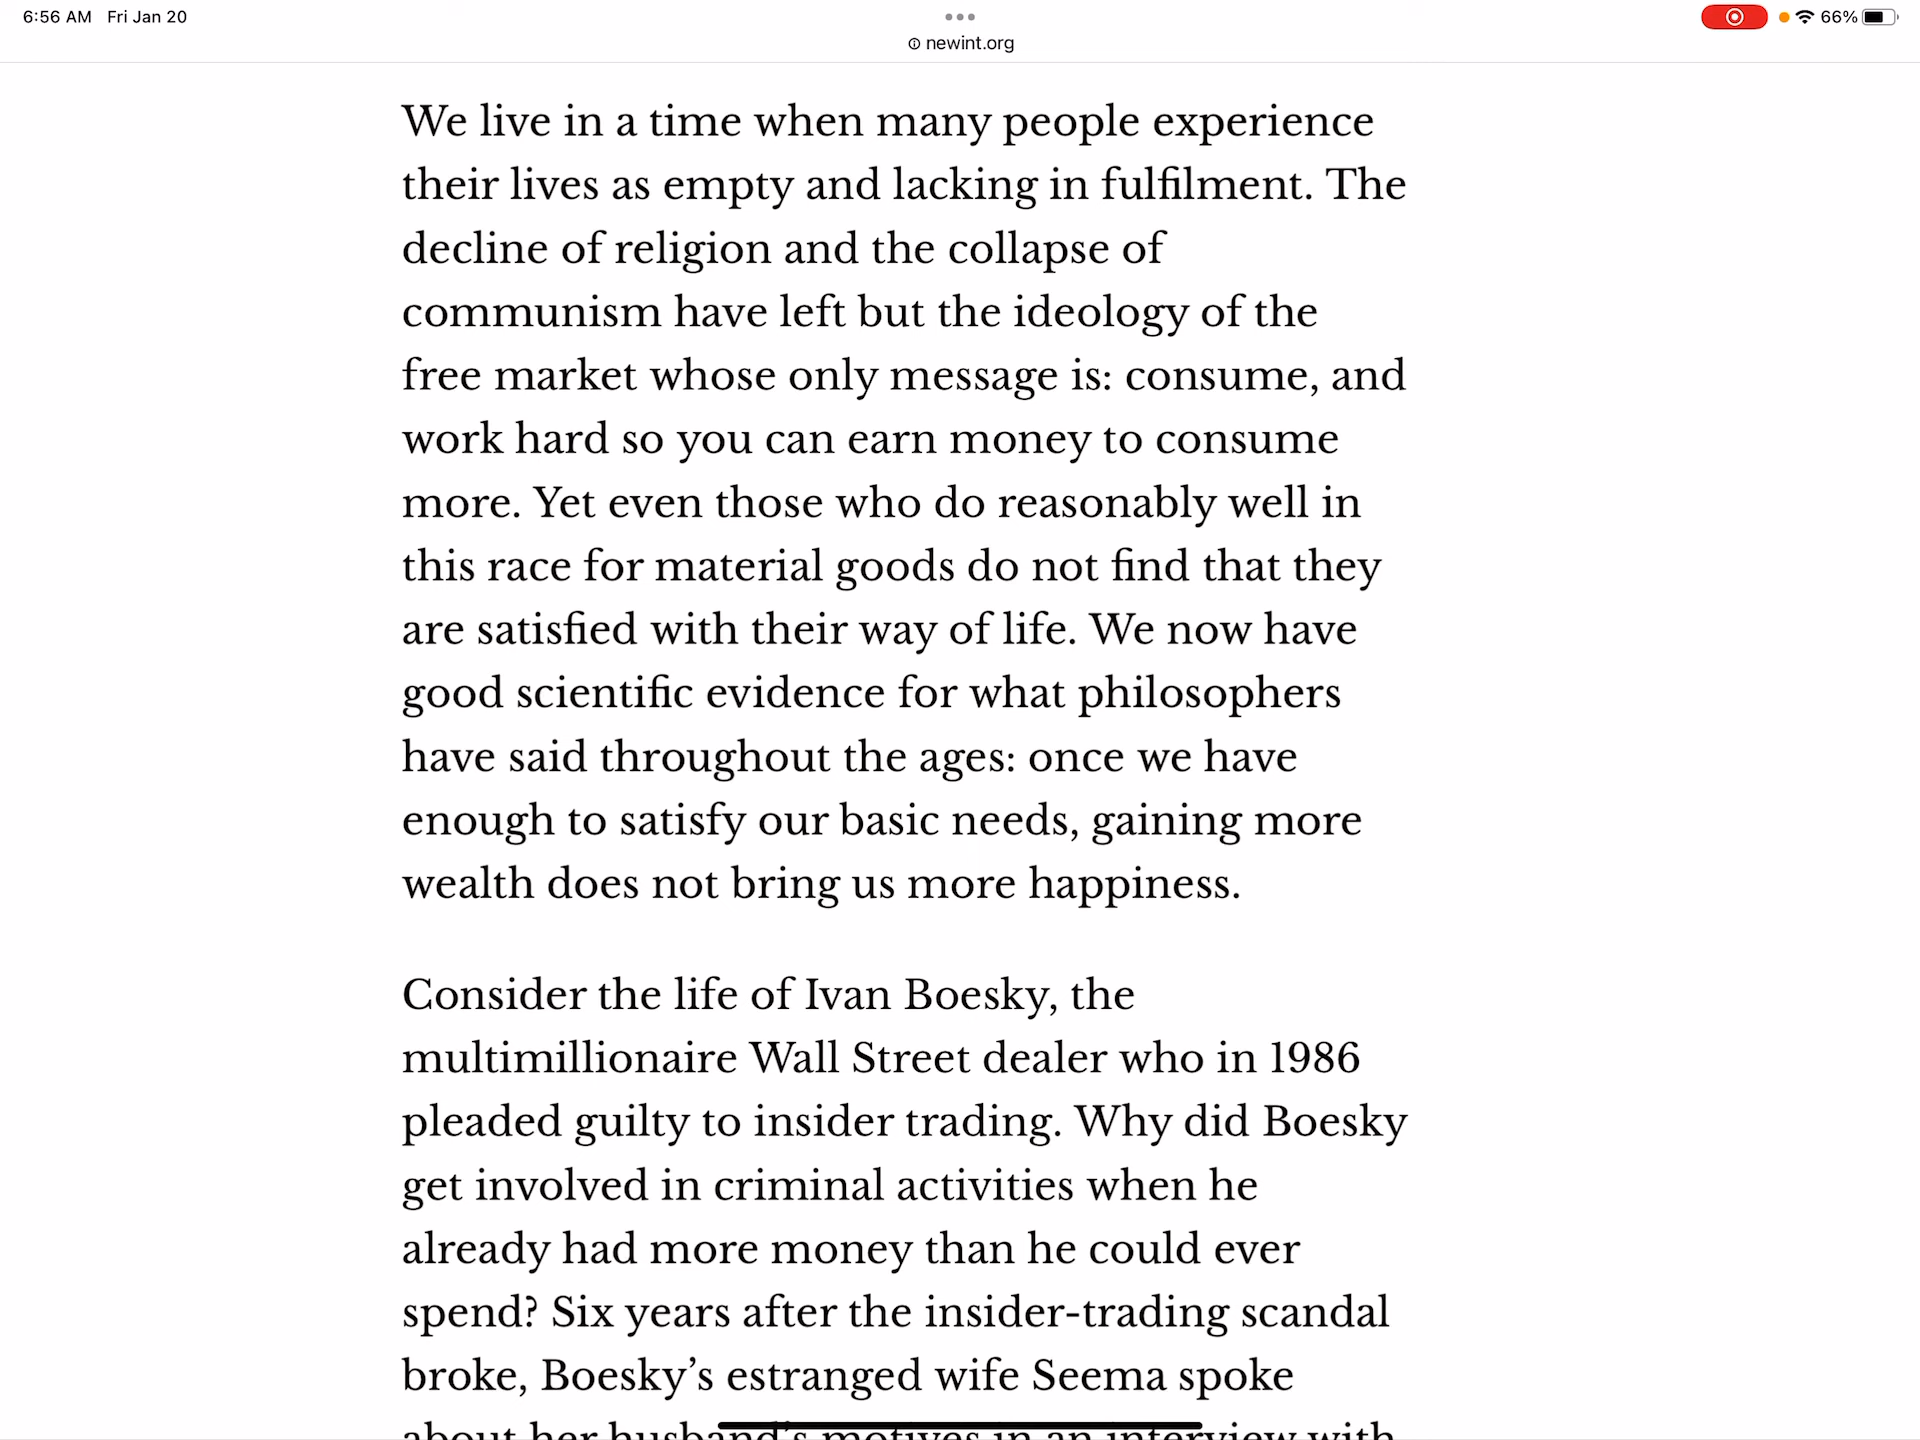 6:56 AM Fri Jan 20
66%
newint.org
We live in a time when many people experience
their lives as empty and lacking in fulfilment. The
decline of religion and the collapse of
communism have left but the ideology of the
free market whose only message is: consume, and
work hard so you can earn money to consume
more. Yet even those who do reasonably well in
this race for material goods do not find that they
are satisfied with their way of life. We now have
good scientific evidence for what philosophers
have said throughout the ages: once we have
enough to satisfy our basic needs, gaining more
wealth does not bring us more happiness.
Consider the life of Ivan Boesky, the
multimillionaire Wall Street dealer who in 1986
pleaded guilty to insider trading. Why did Boesky
get involved in criminal activities when he
already had more money than he could ever
spend? Six years after the insider-trading scandal
broke, Boesky’s estranged wife Seema spoke
about her husband’s motives in an interview with